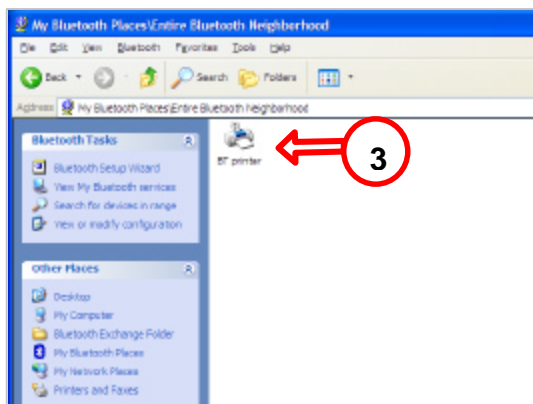 My Bluetooth Places\Entire Bluetooth Neighborhood
File Edit View Bluetooth Favorites Tools Help
Back Search Folders
Address My Bluetooth Places\Entire Bluetooth Neighborhood
Bluetooth Tasks
Bluetooth Setup Wizard
View My Bluetooth services
Search for devices in range
View or modify configuration
Other Places
Desktop
My Computer
Bluetooth Exchange Folder
My Bluetooth Places
My Network Places
Printers and Faxes
BT printer
3